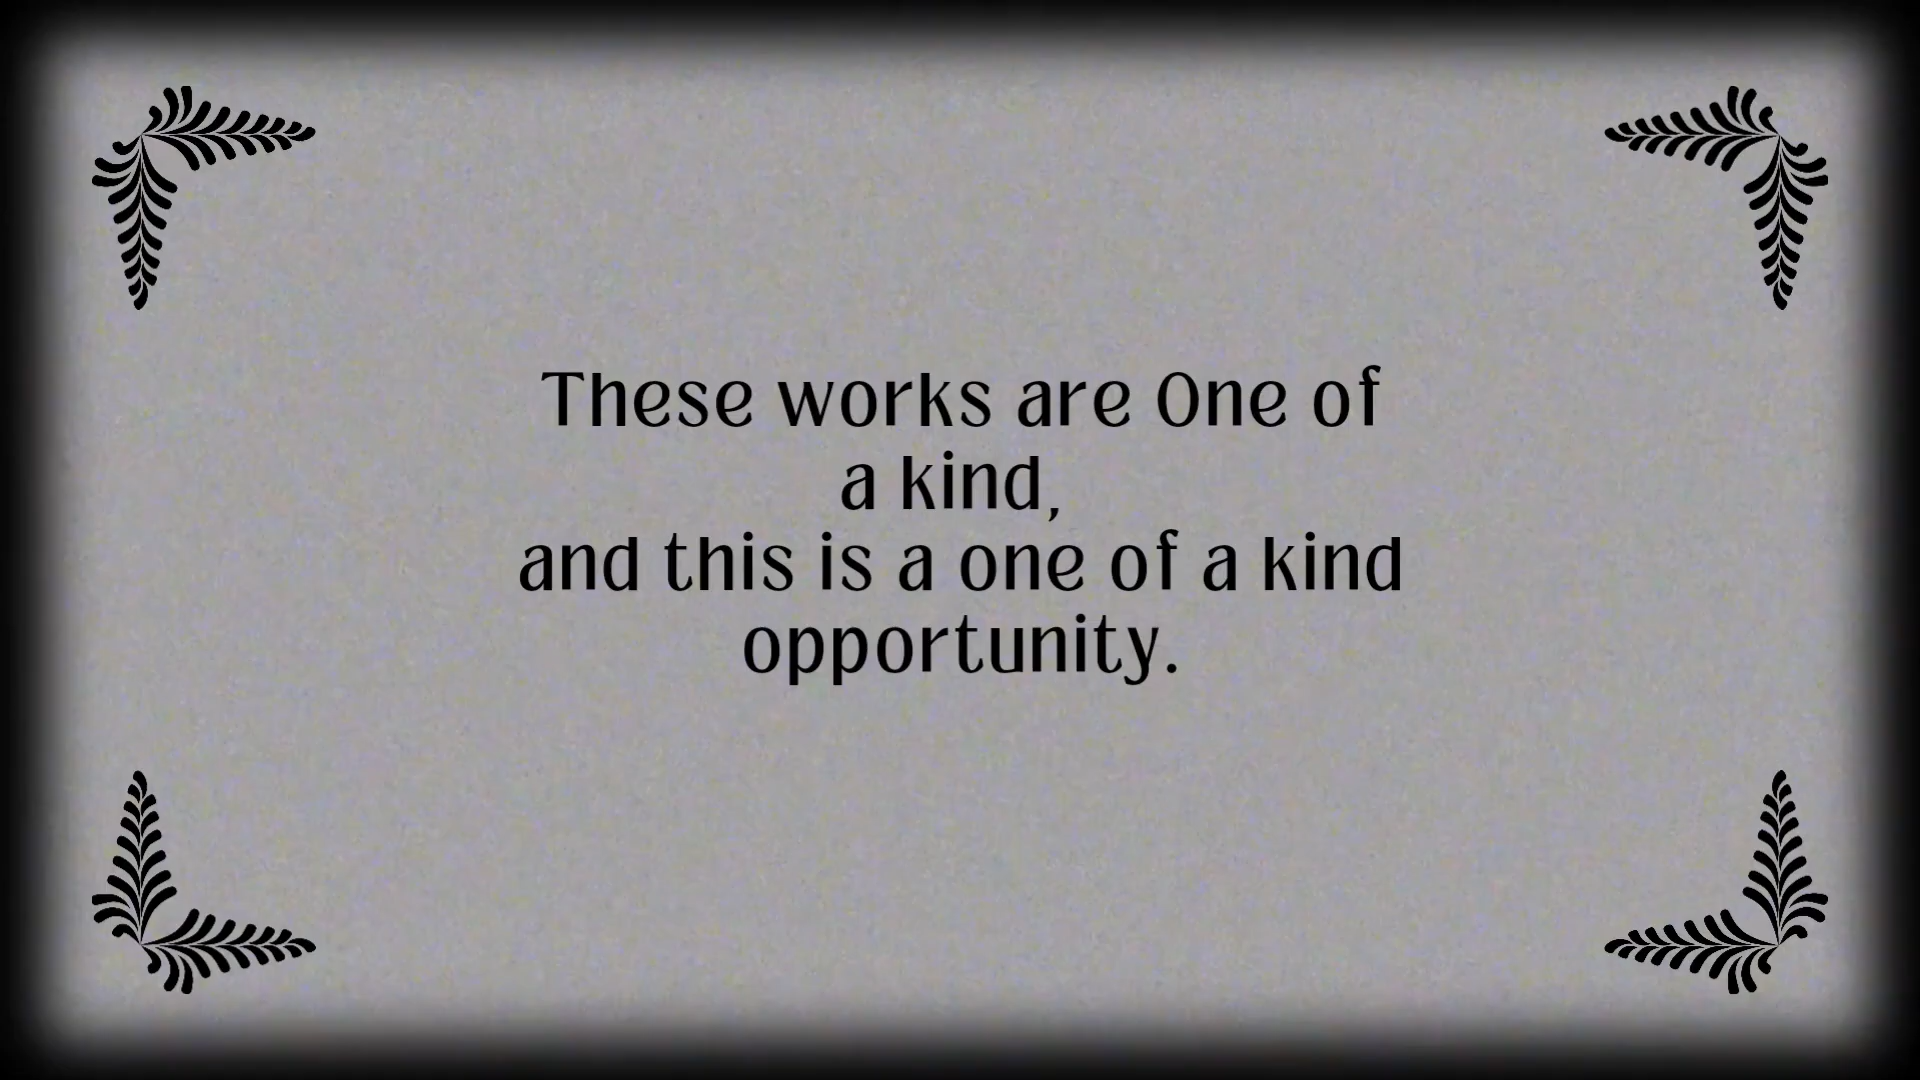 These works are One of
a kind,
and this is a one of a kind
opportunity.